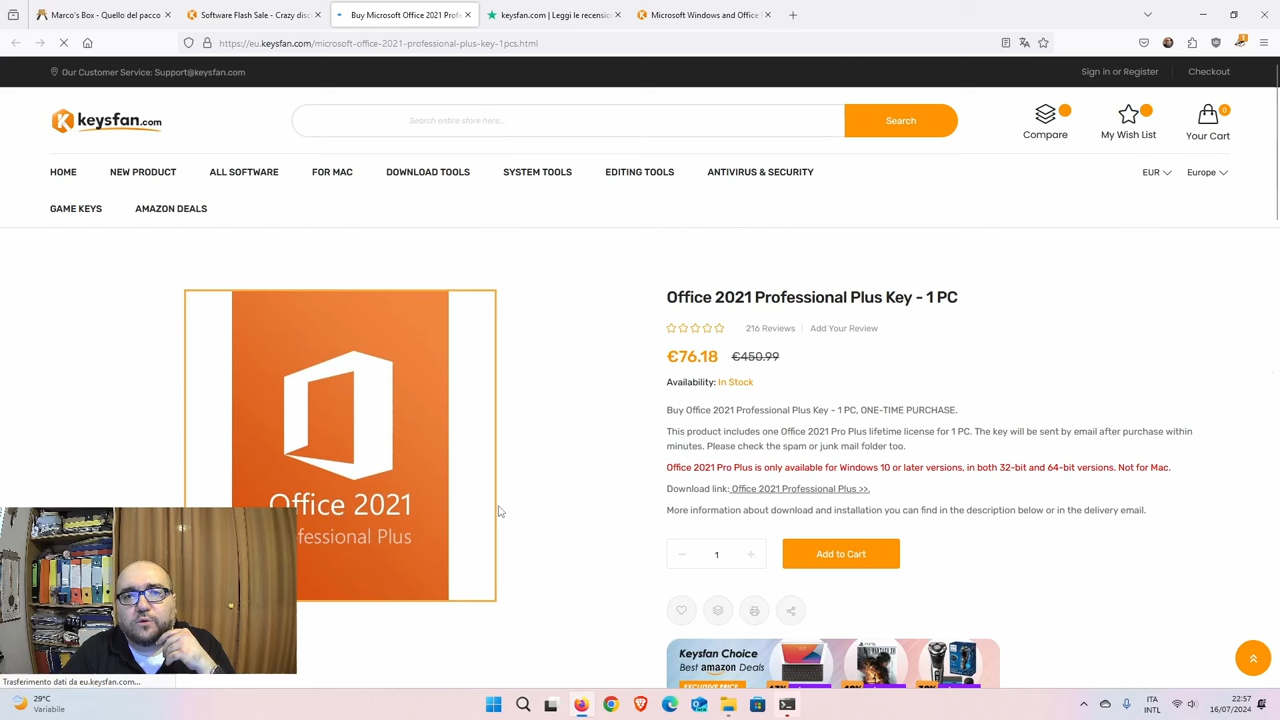 Marco's Box - Quello del pacco
Software Flash Sale - Crazy disc
Buy Microsoft Office 2021 Profe
keysfan.com | Leggi le recension
Microsoft Windows and Office
https://eu.keysfan.com/microsoft-office-2021-professional-plus-key-1pcs.html
1
Our Customer Service: Support@keysfan.com
Sign in or Register
Checkout
keysfan.com
Search entire store here...
Search
Compare
My Wish List
0
Your Cart
HOME
NEW PRODUCT
ALL SOFTWARE
FOR MAC
DOWNLOAD TOOLS
SYSTEM TOOLS
EDITING TOOLS
ANTIVIRUS & SECURITY
EUR
Europe
GAME KEYS
AMAZON DEALS
Office 2021 Professional Plus Key - 1 PC
216 Reviews
Add Your Review
€76.18 €450.99
Availability: In Stock
Buy Office 2021 Professional Plus Key - 1 PC, ONE-TIME PURCHASE.
This product includes one Office 2021 Pro Plus lifetime license for 1 PC. The key will be sent by email after purchase within
minutes. Please check the spam or junk mail folder too.
Office 2021 Pro Plus is only available for Windows 10 or later versions, in both 32-bit and 64-bit versions. Not for Mac.
Download link: Office 2021 Professional Plus >>.
More information about download and installation you can find in the description below or in the delivery email.
Office 2021
fessional Plus
1
Add to Cart
Keysfan Choice
Best amazon Deals
EXCLUSIVE PRICE
Trasferimento dati da eu.keysfan.com...
29°C
Variabile
ITA
INTL
22:57
16/07/2024